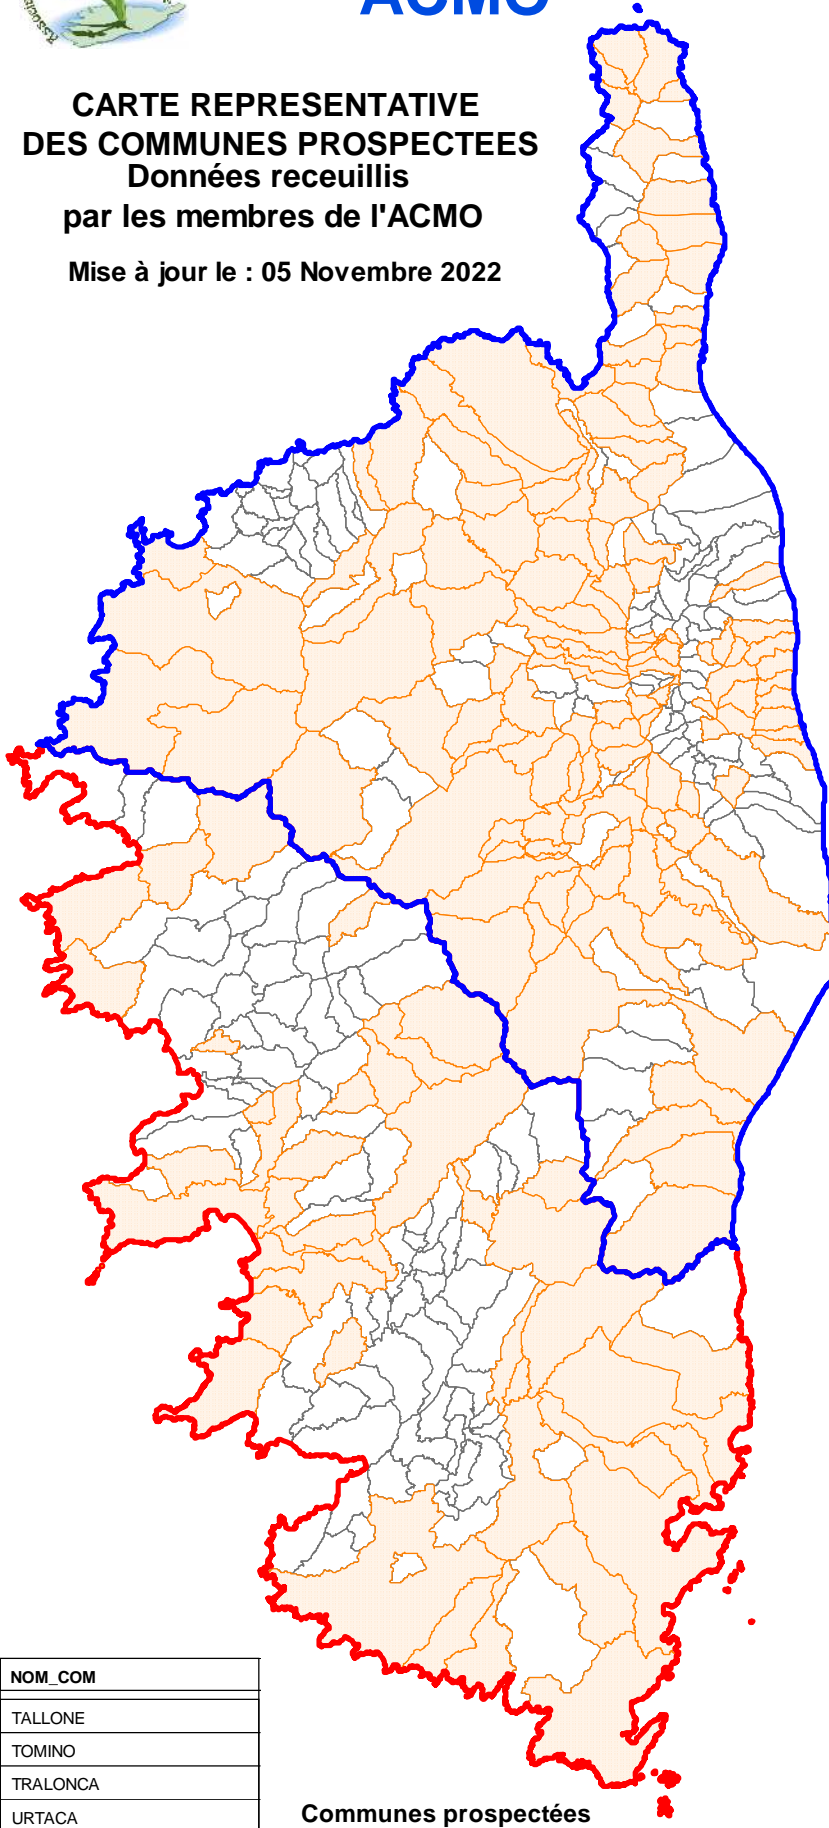 ACMO
CARTE REPRESENTATIVE
DES COMMUNES PROSPECTEES
Données receuillis
par les membres de l'ACMO
Mise à jour le : 05 Novembre 2022
NOM_COM
TALLONE
TOMINO
TRALONCA
URTACA
Communes prospectées